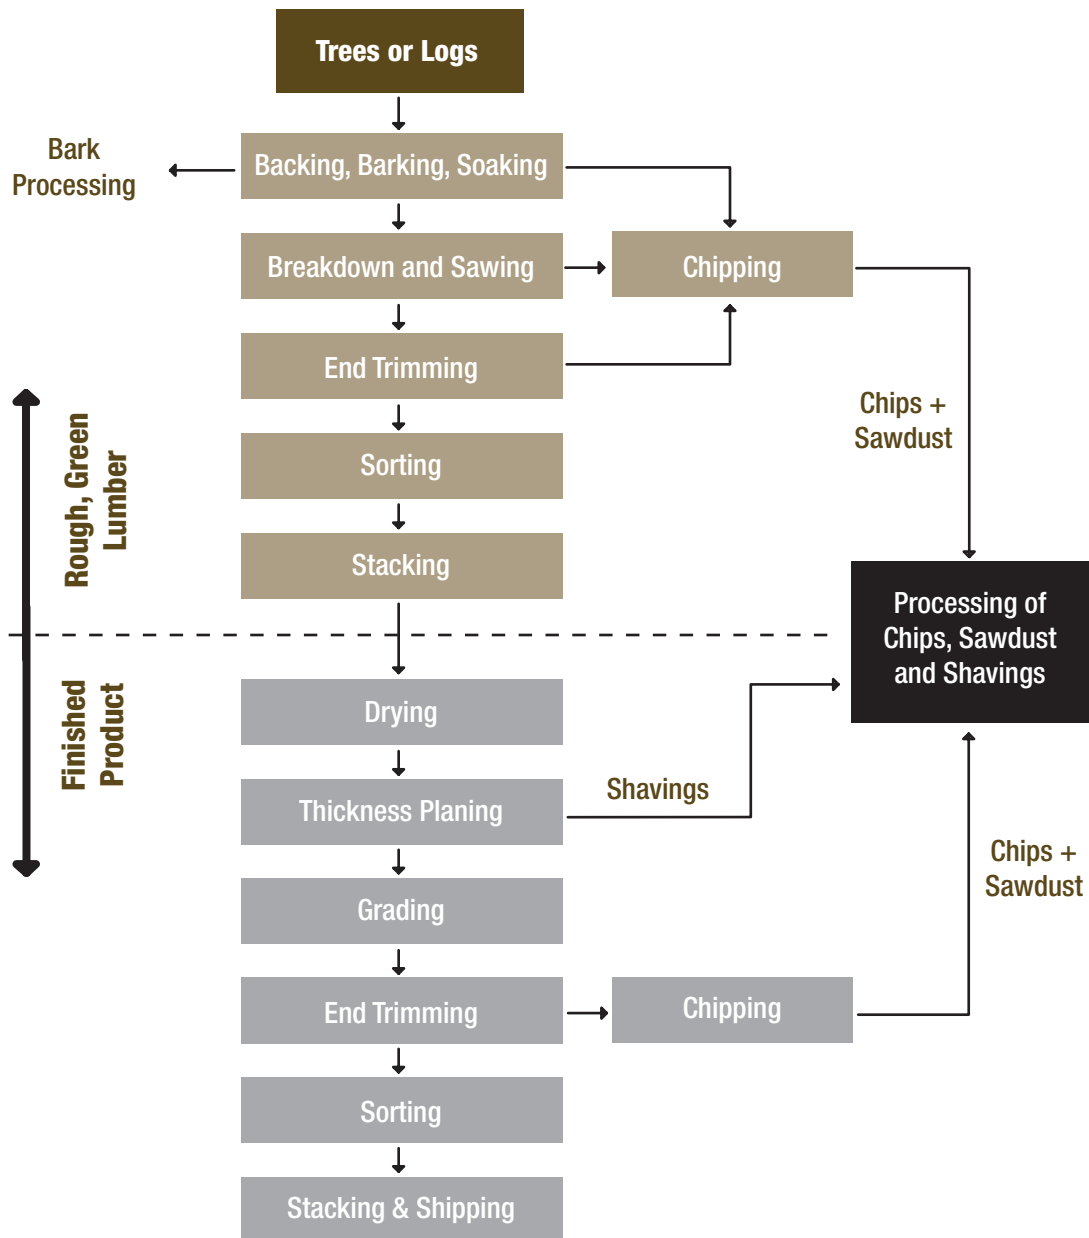 Trees or Logs
Bark
Processing
Backing, Barking, Soaking
Breakdown and Sawing
Chipping
End Trimming
Chips +
Sawdust
Rough, Green
Lumber
Sorting
Stacking
Processing of
Chips, Sawdust
and Shavings
Finished
Product
Drying
Thickness Planing
Shavings
Chips +
Sawdust
Grading
End Trimming
Chipping
Sorting
Stacking & Shipping